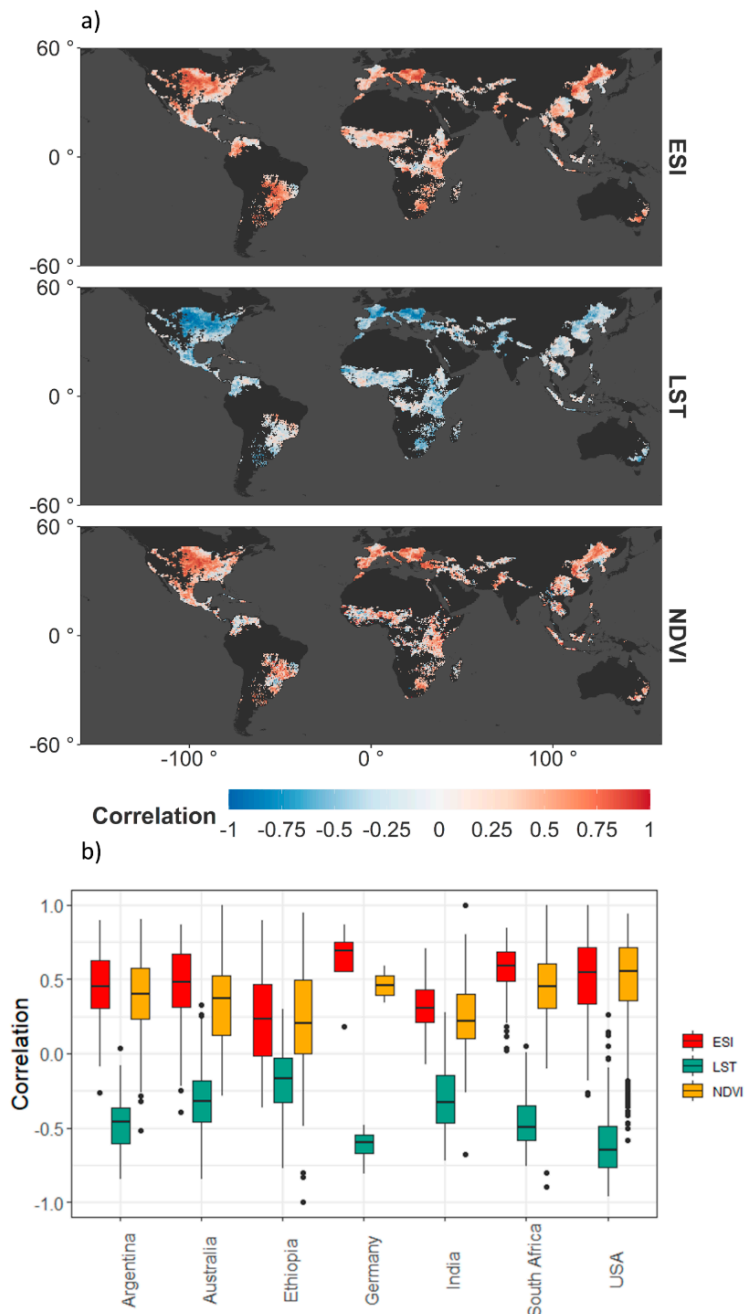 a)
60 °
0 °
-60 °
ESI
60 °
0 °
-60 °
LST
60 °
0 °
-60 °
NDVI
-100 ° 0 ° 100 °
Correlation -1 -0.75 -0.5 -0.25 0 0.25 0.5 0.75 1
b)
Correlation
1.0
0.5
0.0
-0.5
-1.0
Argentina
Australia
Ethiopia
Germany
India
South Africa
USA
ESI
LST
NDVI